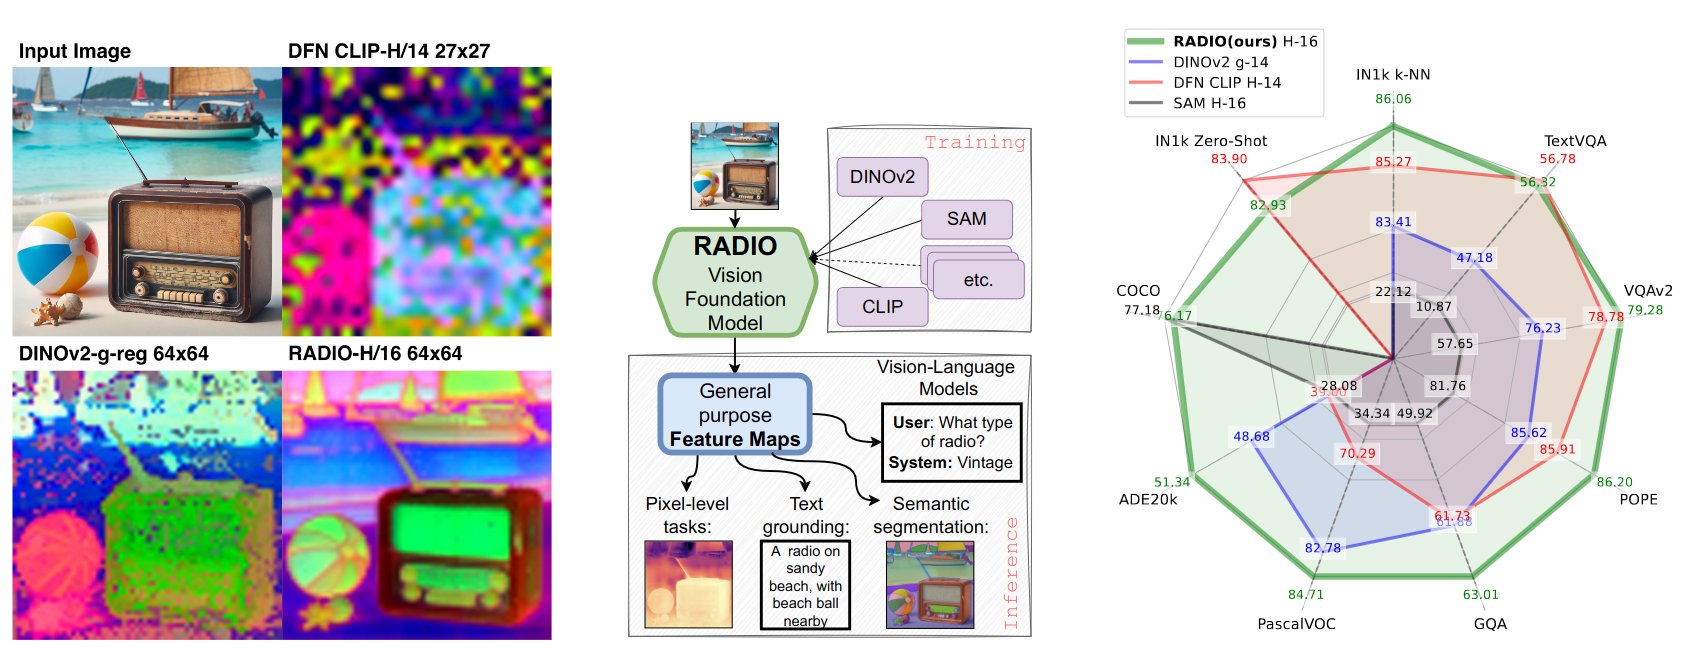 Input Image
DFN CLIP-H/14 27x27
DINOv2-g-reg 64x64
RADIO-H/16 64x64
Training
DINOv2
SAM
etc.
CLIP
RADIO
Vision
Foundation
Model
General
purpose
Feature Maps
Vision-Language
Models
User: What type
of radio?
System: Vintage
Pixel-level
tasks:
Text
grounding:
A radio on
sandy
beach, with
beach ball
nearby
Semantic
segmentation:
Inference
RADIO(ours) H-16
DINOv2 g-14
DFN CLIP H-14
SAM H-16
IN1k k-NN
86.06
85.27
83.41
22.12
TextVQA
56.78
56.32
47.18
10.87
VQAv2
79.28
78.78
76.23
57.65
POPE
86.20
85.91
85.62
81.76
GQA
63.01
61.73
61.88
49.92
PascalVOC
84.71
82.78
70.29
34.34
ADE20k
51.34
48.68
28.08
COCO
77.18
6.17
IN1k Zero-Shot
83.90
82.93